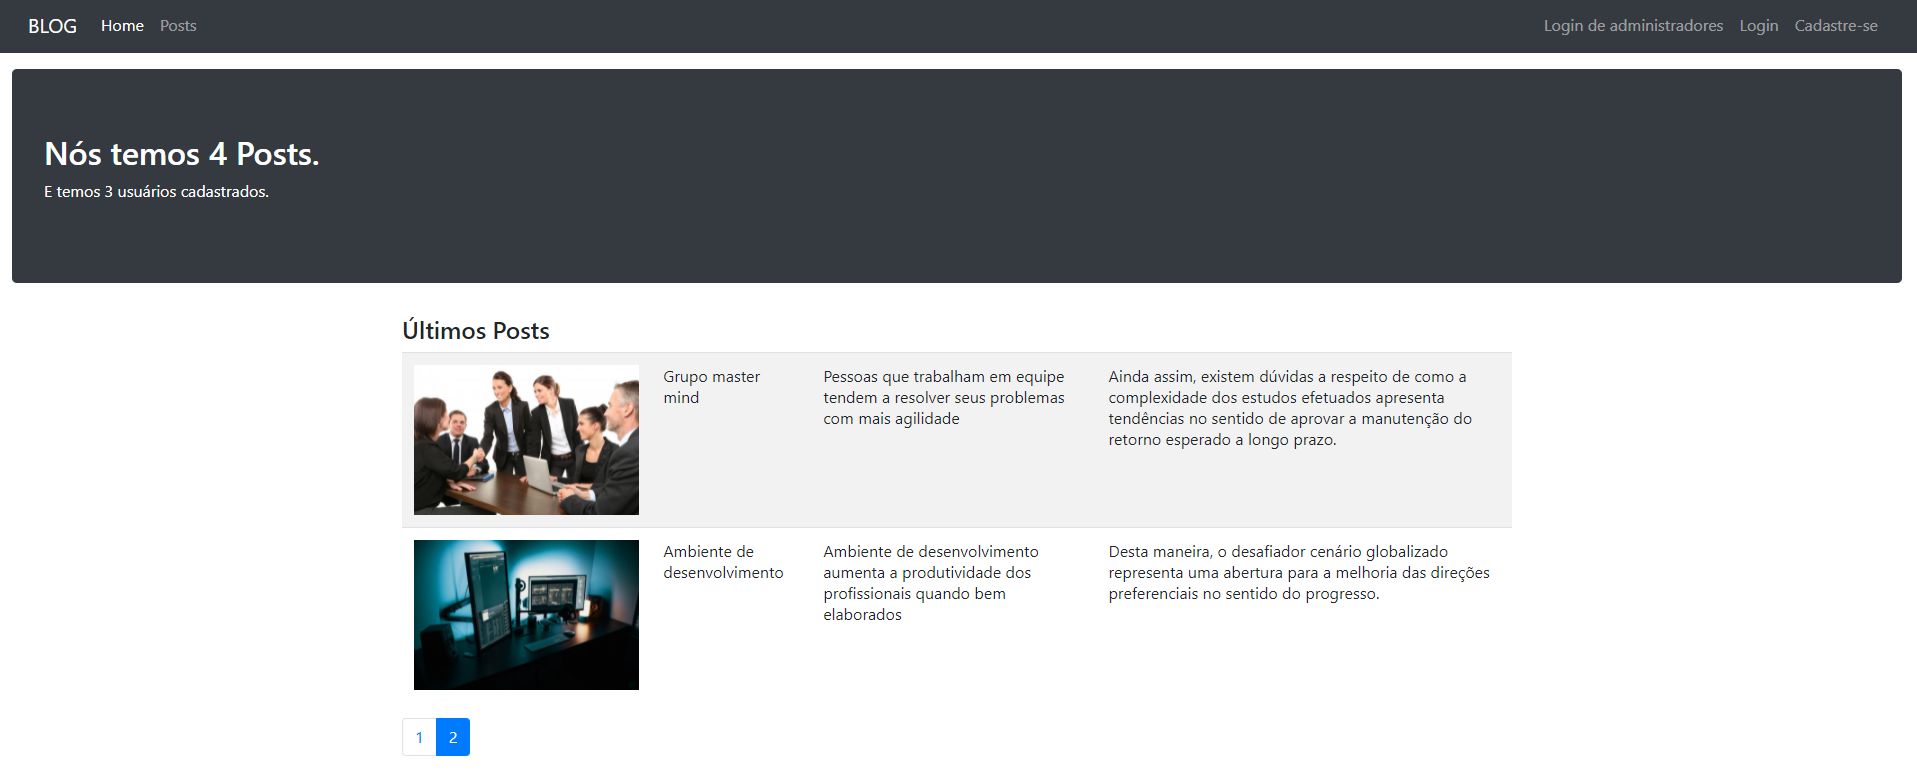 BLOG Home Posts Login de administradores Login Cadastre-se
Nós temos 4 Posts.
E temos 3 usuários cadastrados.
Últimos Posts
Grupo master
mind
Pessoas que trabalham em equipe
tendem a resolver seus problemas
com mais agilidade
Ainda assim, existem dúvidas a respeito de como a
complexidade dos estudos efetuados apresenta
tendências no sentido de aprovar a manutenção do
retorno esperado a longo prazo.
Ambiente de
desenvolvimento
Ambiente de desenvolvimento
aumenta a produtividade dos
profissionais quando bem
elaborados
Desta maneira, o desafiador cenário globalizado
representa uma abertura para a melhoria das direções
preferenciais no sentido do progresso.
1 2